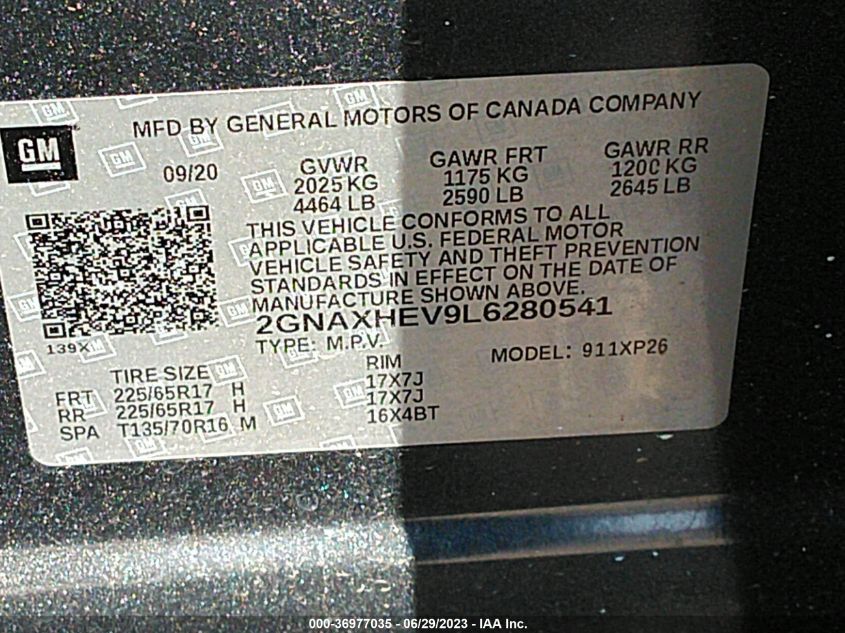 MFD BY GENERAL MOTORS OF CANADA COMPANY
GM
09/20
GVWR
2025 KG
4464 LB
GAWR FRT
1175 KG
2590 LB
GAWR RR
1200 KG
2645 LB
THIS VEHICLE CONFORMS TO ALL
APPLICABLE U.S. FEDERAL MOTOR
VEHICLE SAFETY AND THEFT PREVENTION
STANDARDS IN EFFECT ON THE DATE OF
MANUFACTURE SHOWN ABOVE.
2GNAXHEV9L6280541
139X1
TYPE: M.P.V.
MODEL: 911XP26
TIRE SIZE
RIM
FRT 225/65R17 H 17X7J
RR 225/65R17 H 17X7J
SPA T135/70R16 M 16X4BT
000-36977035 - 06/29/2023 - IAA Inc.